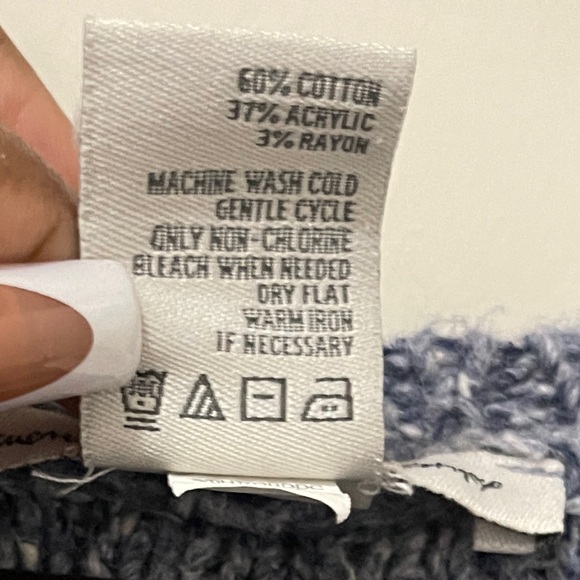 60% COTTON
37% ACRYLIC
3% RAYON
MACHINE WASH COLD
GENTLE CYCLE
ONLY NON-CHLORINE
BLEACH WHEN NEEDED
DRY FLAT
WARM IRON
IF NECESSARY